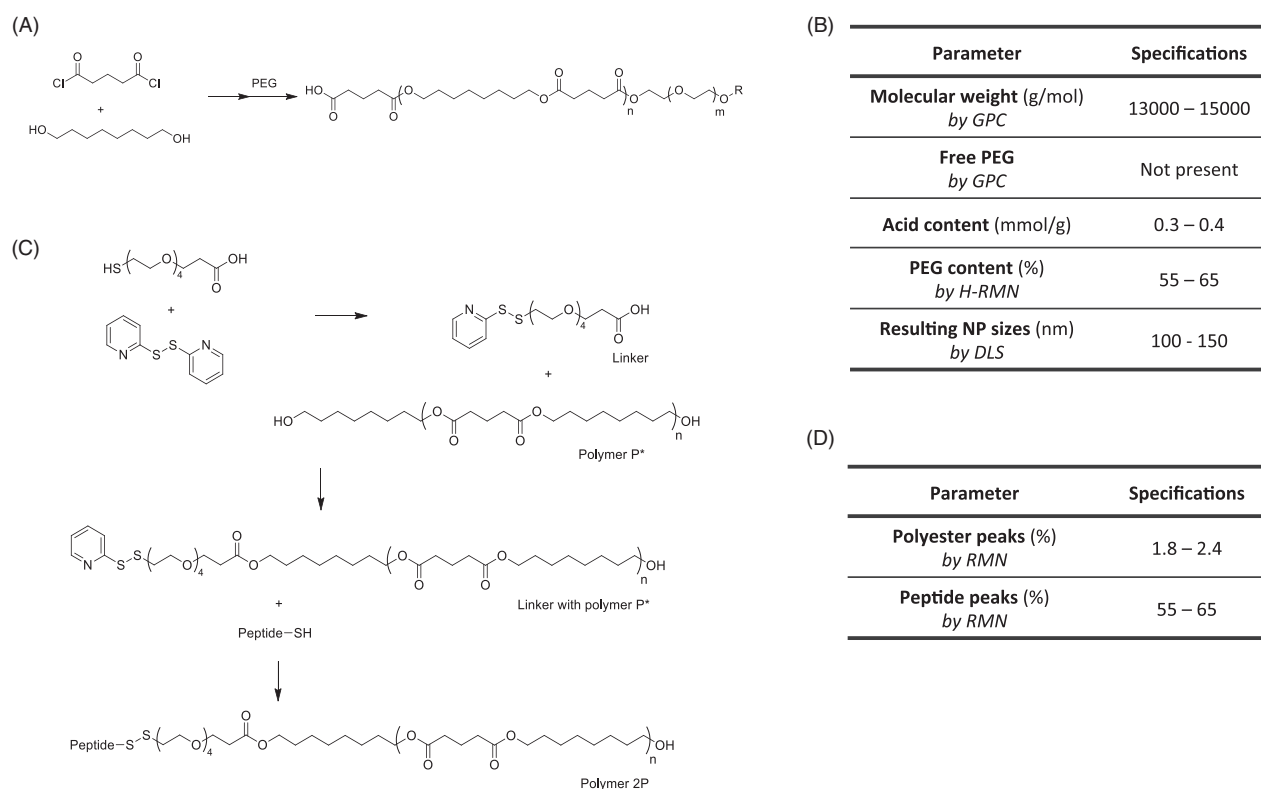 (A)
O
O
Cl
Cl
+
HO
OH
PEG
HO
O
O
O
O
O
O
O
O
O
R
n
m
(B)
Parameter Specifications
Molecular weight (g/mol)
by GPC
13000 – 15000
Free PEG
by GPC
Not present
Acid content (mmol/g) 0.3 – 0.4
PEG content (%)
by H-RMN
55 – 65
Resulting NP sizes (nm)
by DLS
100 - 150
(C)
HS
O
4
OH
O
+
N
S
S
N
N
S
S
O
4
OH
O
Linker
+
HO
O
O
O
O
OH
n
Polymer P*
N
S
S
O
4
O
O
O
O
O
O
OH
n
Linker with polymer P*
+
Peptide–SH
Peptide–S
S
O
4
O
O
O
O
O
O
OH
n
Polymer 2P
(D)
Parameter Specifications
Polyester peaks (%)
by RMN
1.8 – 2.4
Peptide peaks (%)
by RMN
55 – 65